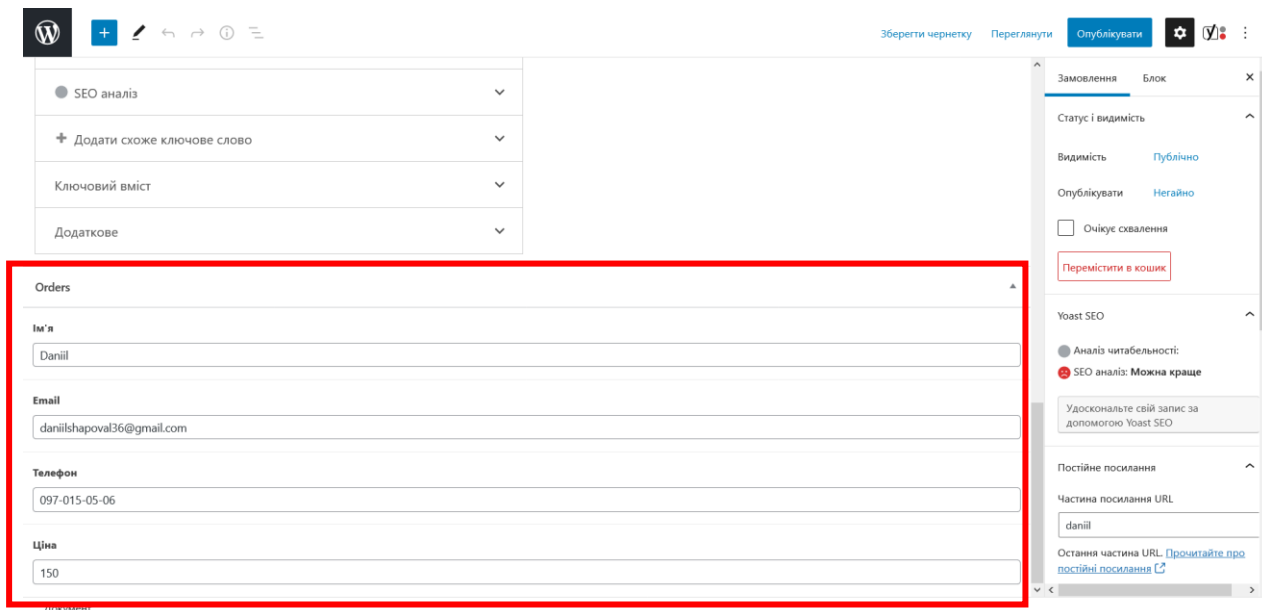 Зберегти чернетку Переглянути Опублікувати
SEO аналіз
Додати схоже ключове слово
Ключовий вміст
Додаткове
Orders
Ім'я
Daniil
Email
daniilshapoval36@gmail.com
Телефон
097-015-05-06
Ціна
150
Документ
Замовлення Блок
Статус і видимість
Видимість Публічно
Опублікувати Негайно
Очікує схвалення
Перемістити в кошик
Yoast SEO
Аналіз читабельності:
SEO аналіз: Можна краще
Удоскональте свій запис за
допомогою Yoast SEO
Постійне посилання
Частина посилання URL
daniil
Остання частина URL. Прочитайте про
постійні посилання